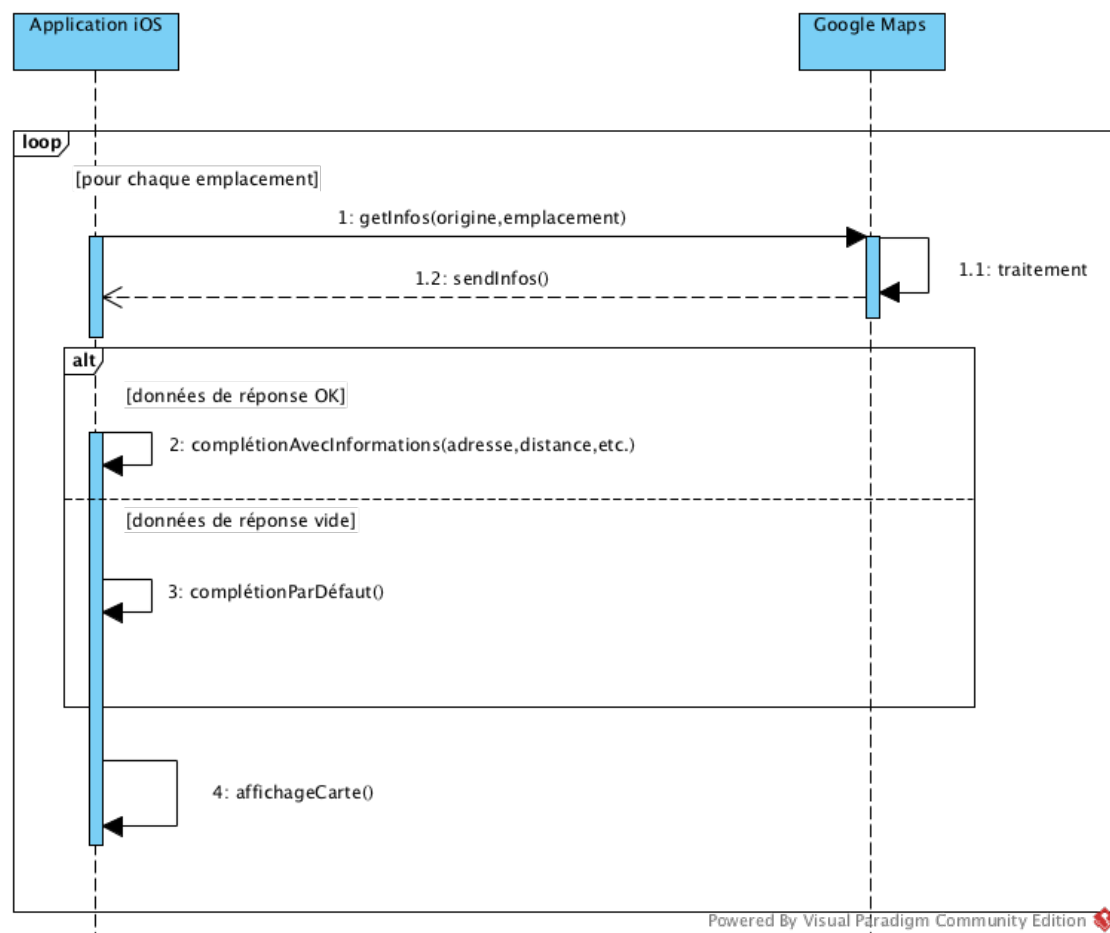 Application iOS
Google Maps
loop
[pour chaque emplacement]
1: getInfos(origine,emplacement)
1.1: traitement
1.2: sendInfos()
alt
[données de réponse OK]
2: complétionAvecInformations(adresse,distance,etc.)
[données de réponse vide]
3: complétionParDéfaut()
4: affichageCarte()
Powered By Visual Paradigm Community Edition